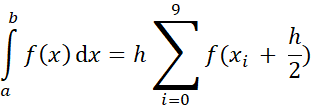 ∫_a^b f(x) dx = h ∑_{i=0}^{9} f(x_i + h/2)